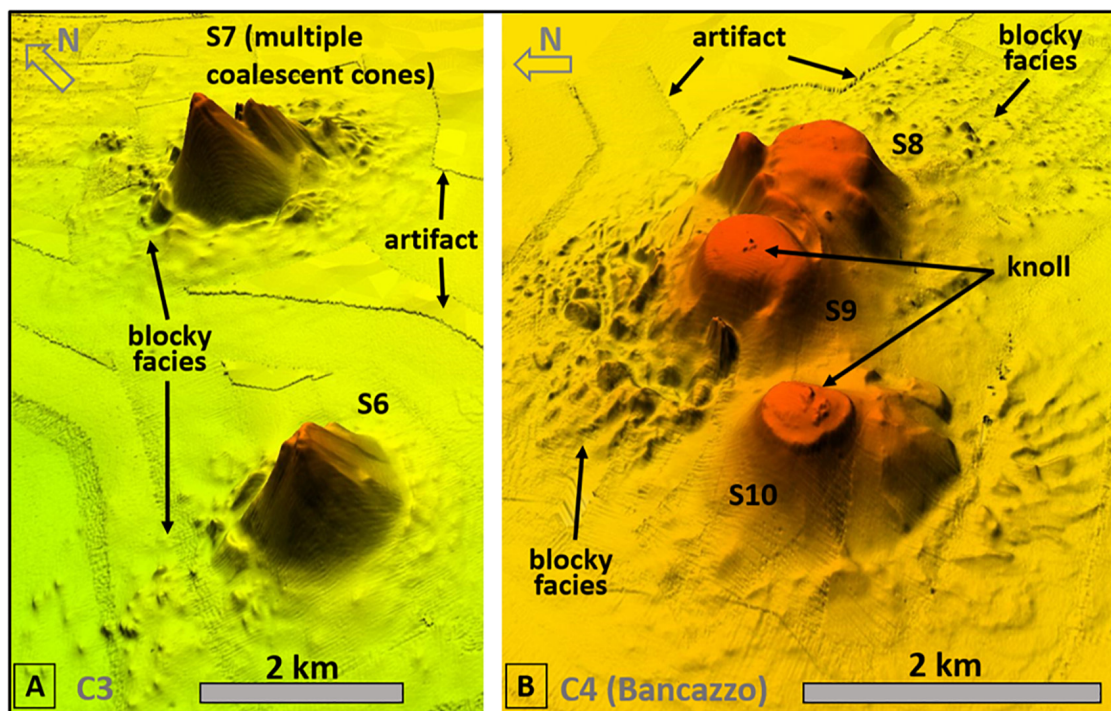 N
S7 (multiple
coalescent cones)
artifact
blocky
facies
S6
2 km
A
C3
N
artifact
blocky
facies
S8
knoll
S9
S10
blocky
facies
2 km
B
C4 (Bancazzo)